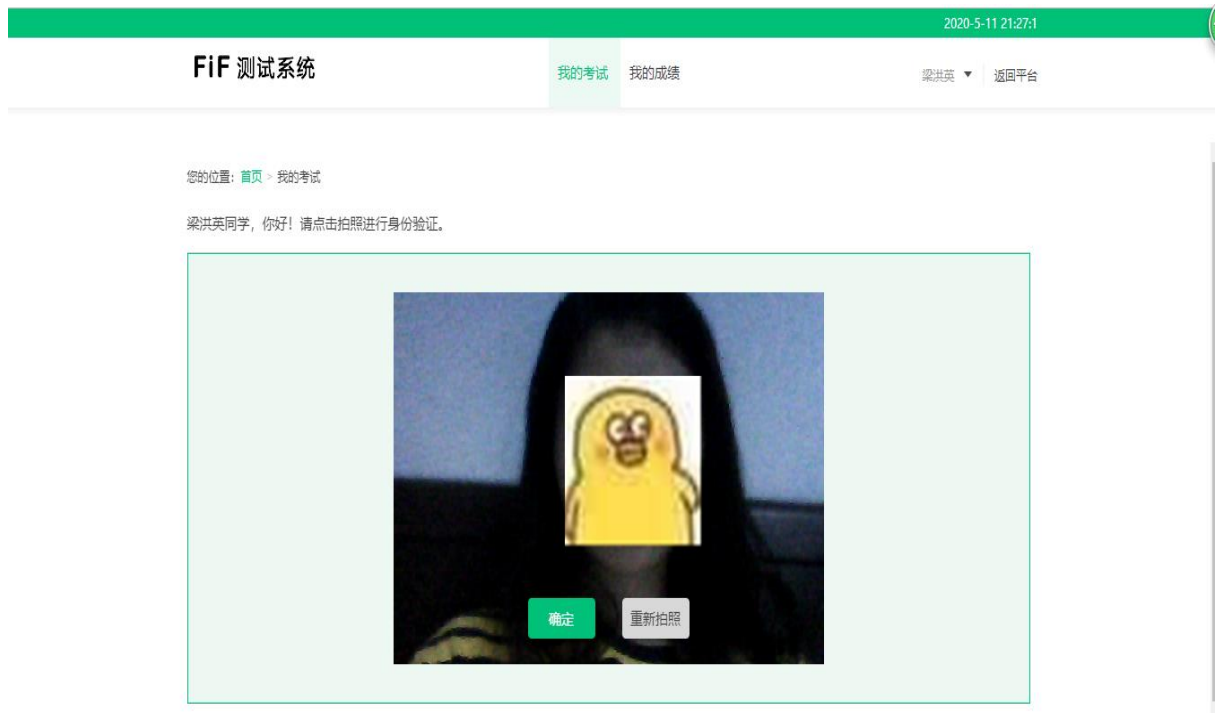 2020-5-11 21:27:1
FiF 测试系统
我的考试 我的成绩
梁洪英 ▼ 返回平台
您的位置：首页 > 我的考试
梁洪英同学，你好！请点击拍照进行身份验证。
确定
重新拍照